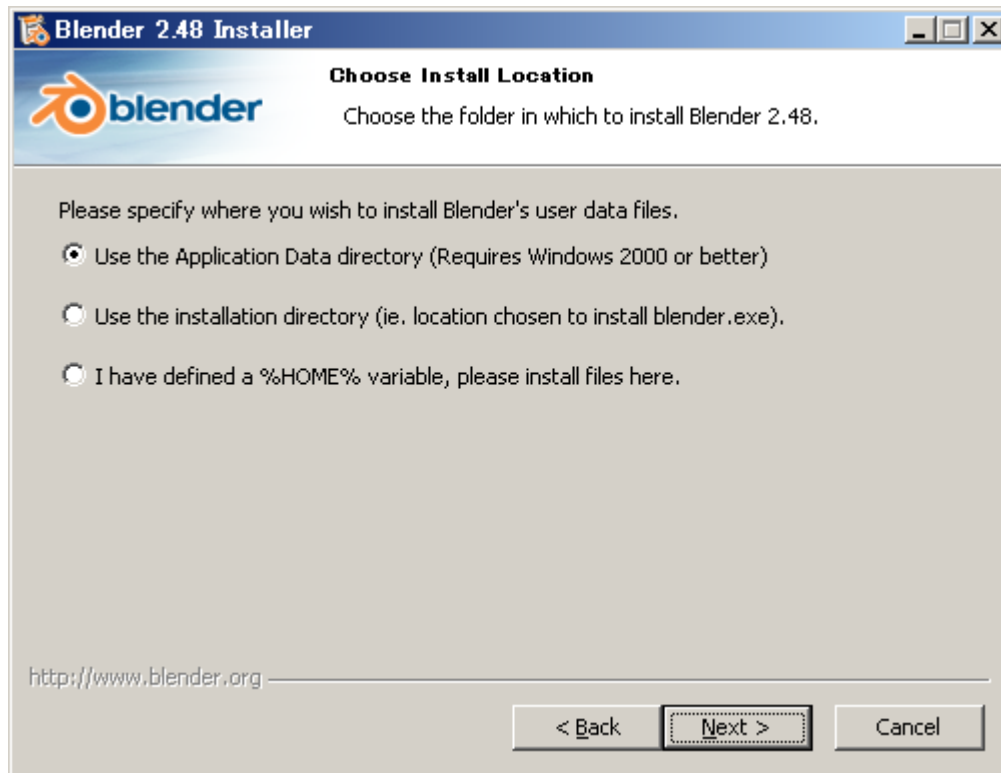 Blender 2.48 Installer
blender
Choose Install Location
Choose the folder in which to install Blender 2.48.
Please specify where you wish to install Blender's user data files.
Use the Application Data directory (Requires Windows 2000 or better)
Use the installation directory (ie. location chosen to install blender.exe).
I have defined a %HOME% variable, please install files here.
http://www.blender.org
< Back Next > Cancel